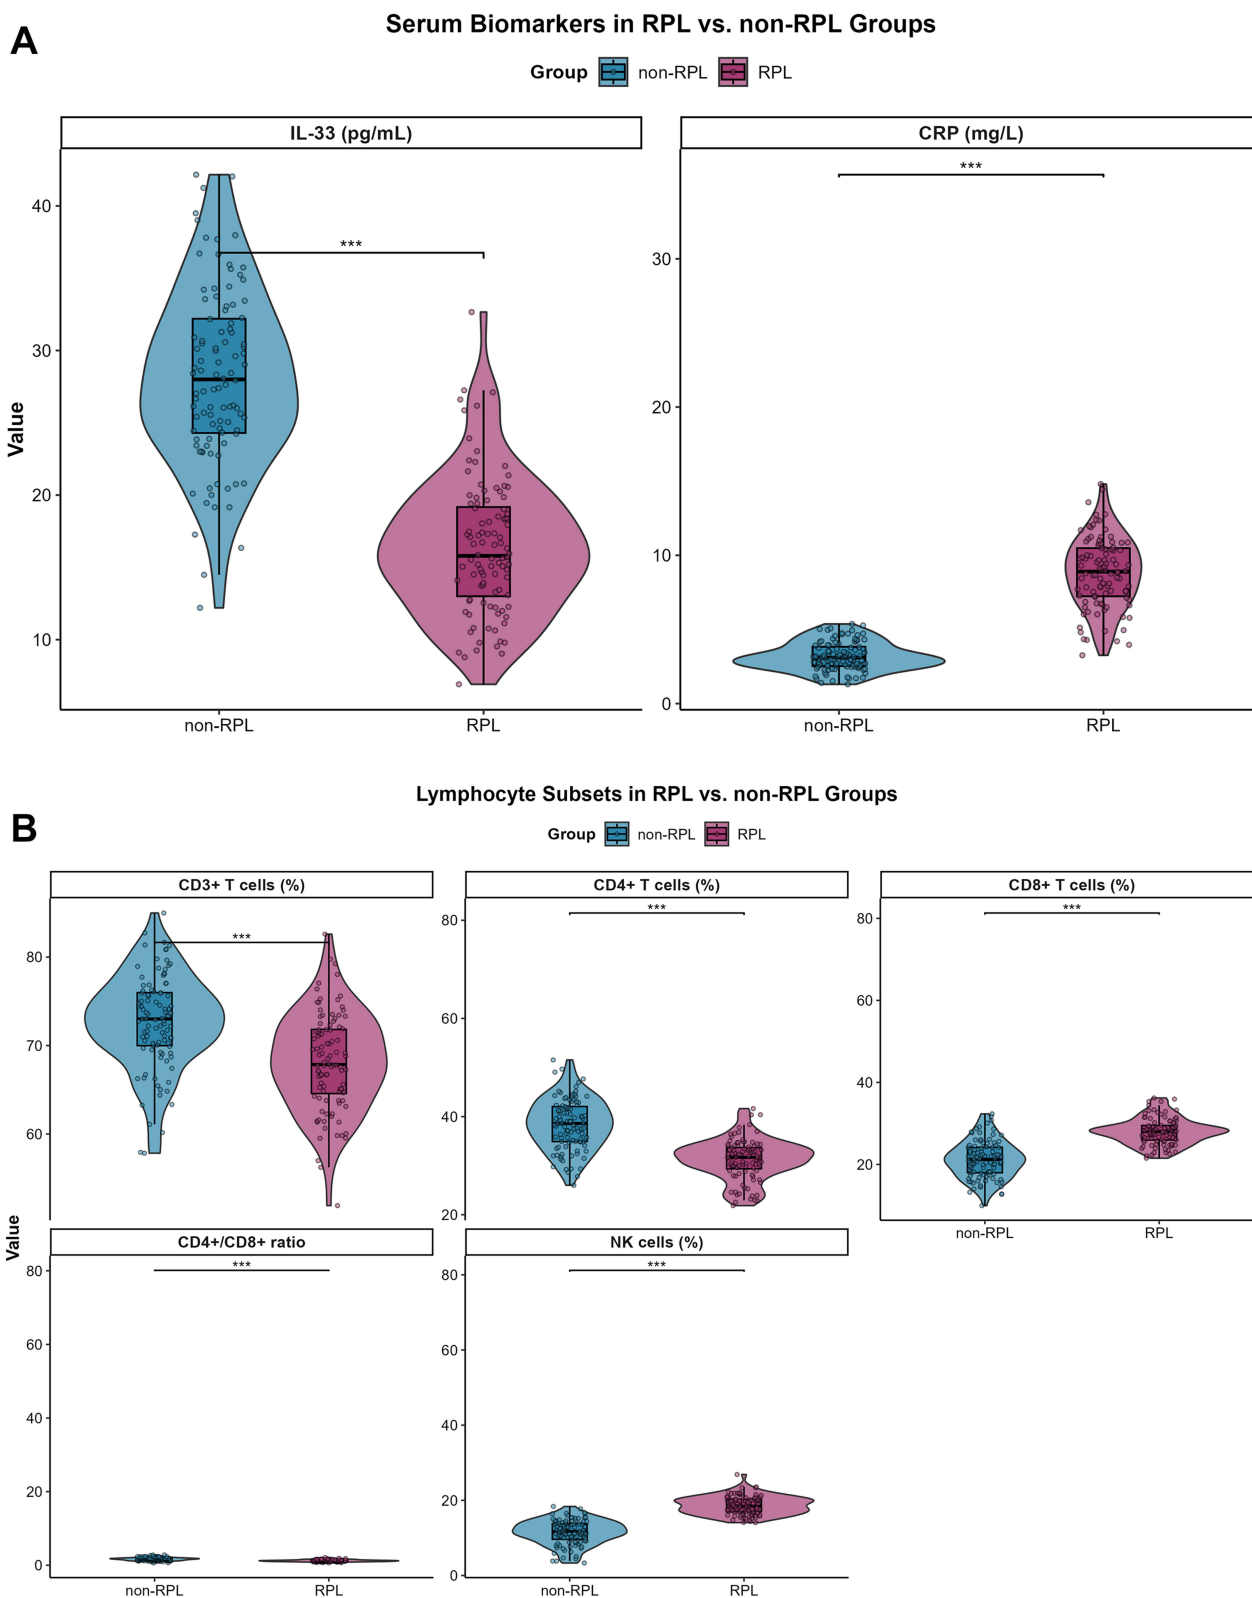 A
Serum Biomarkers in RPL vs. non-RPL Groups
Group non-RPL RPL
IL-33 (pg/mL)
CRP (mg/L)
Value
40
30
20
10
***
non-RPL
RPL
30
20
10
0
***
non-RPL
RPL
B
Lymphocyte Subsets in RPL vs. non-RPL Groups
Group non-RPL RPL
Value
CD3+ T cells (%)
80
70
60
***
CD4+ T cells (%)
80
60
40
20
***
CD8+ T cells (%)
80
60
40
20
***
non-RPL
RPL
CD4+/CD8+ ratio
80
60
40
20
0
***
non-RPL
RPL
NK cells (%)
80
60
40
20
0
***
non-RPL
RPL